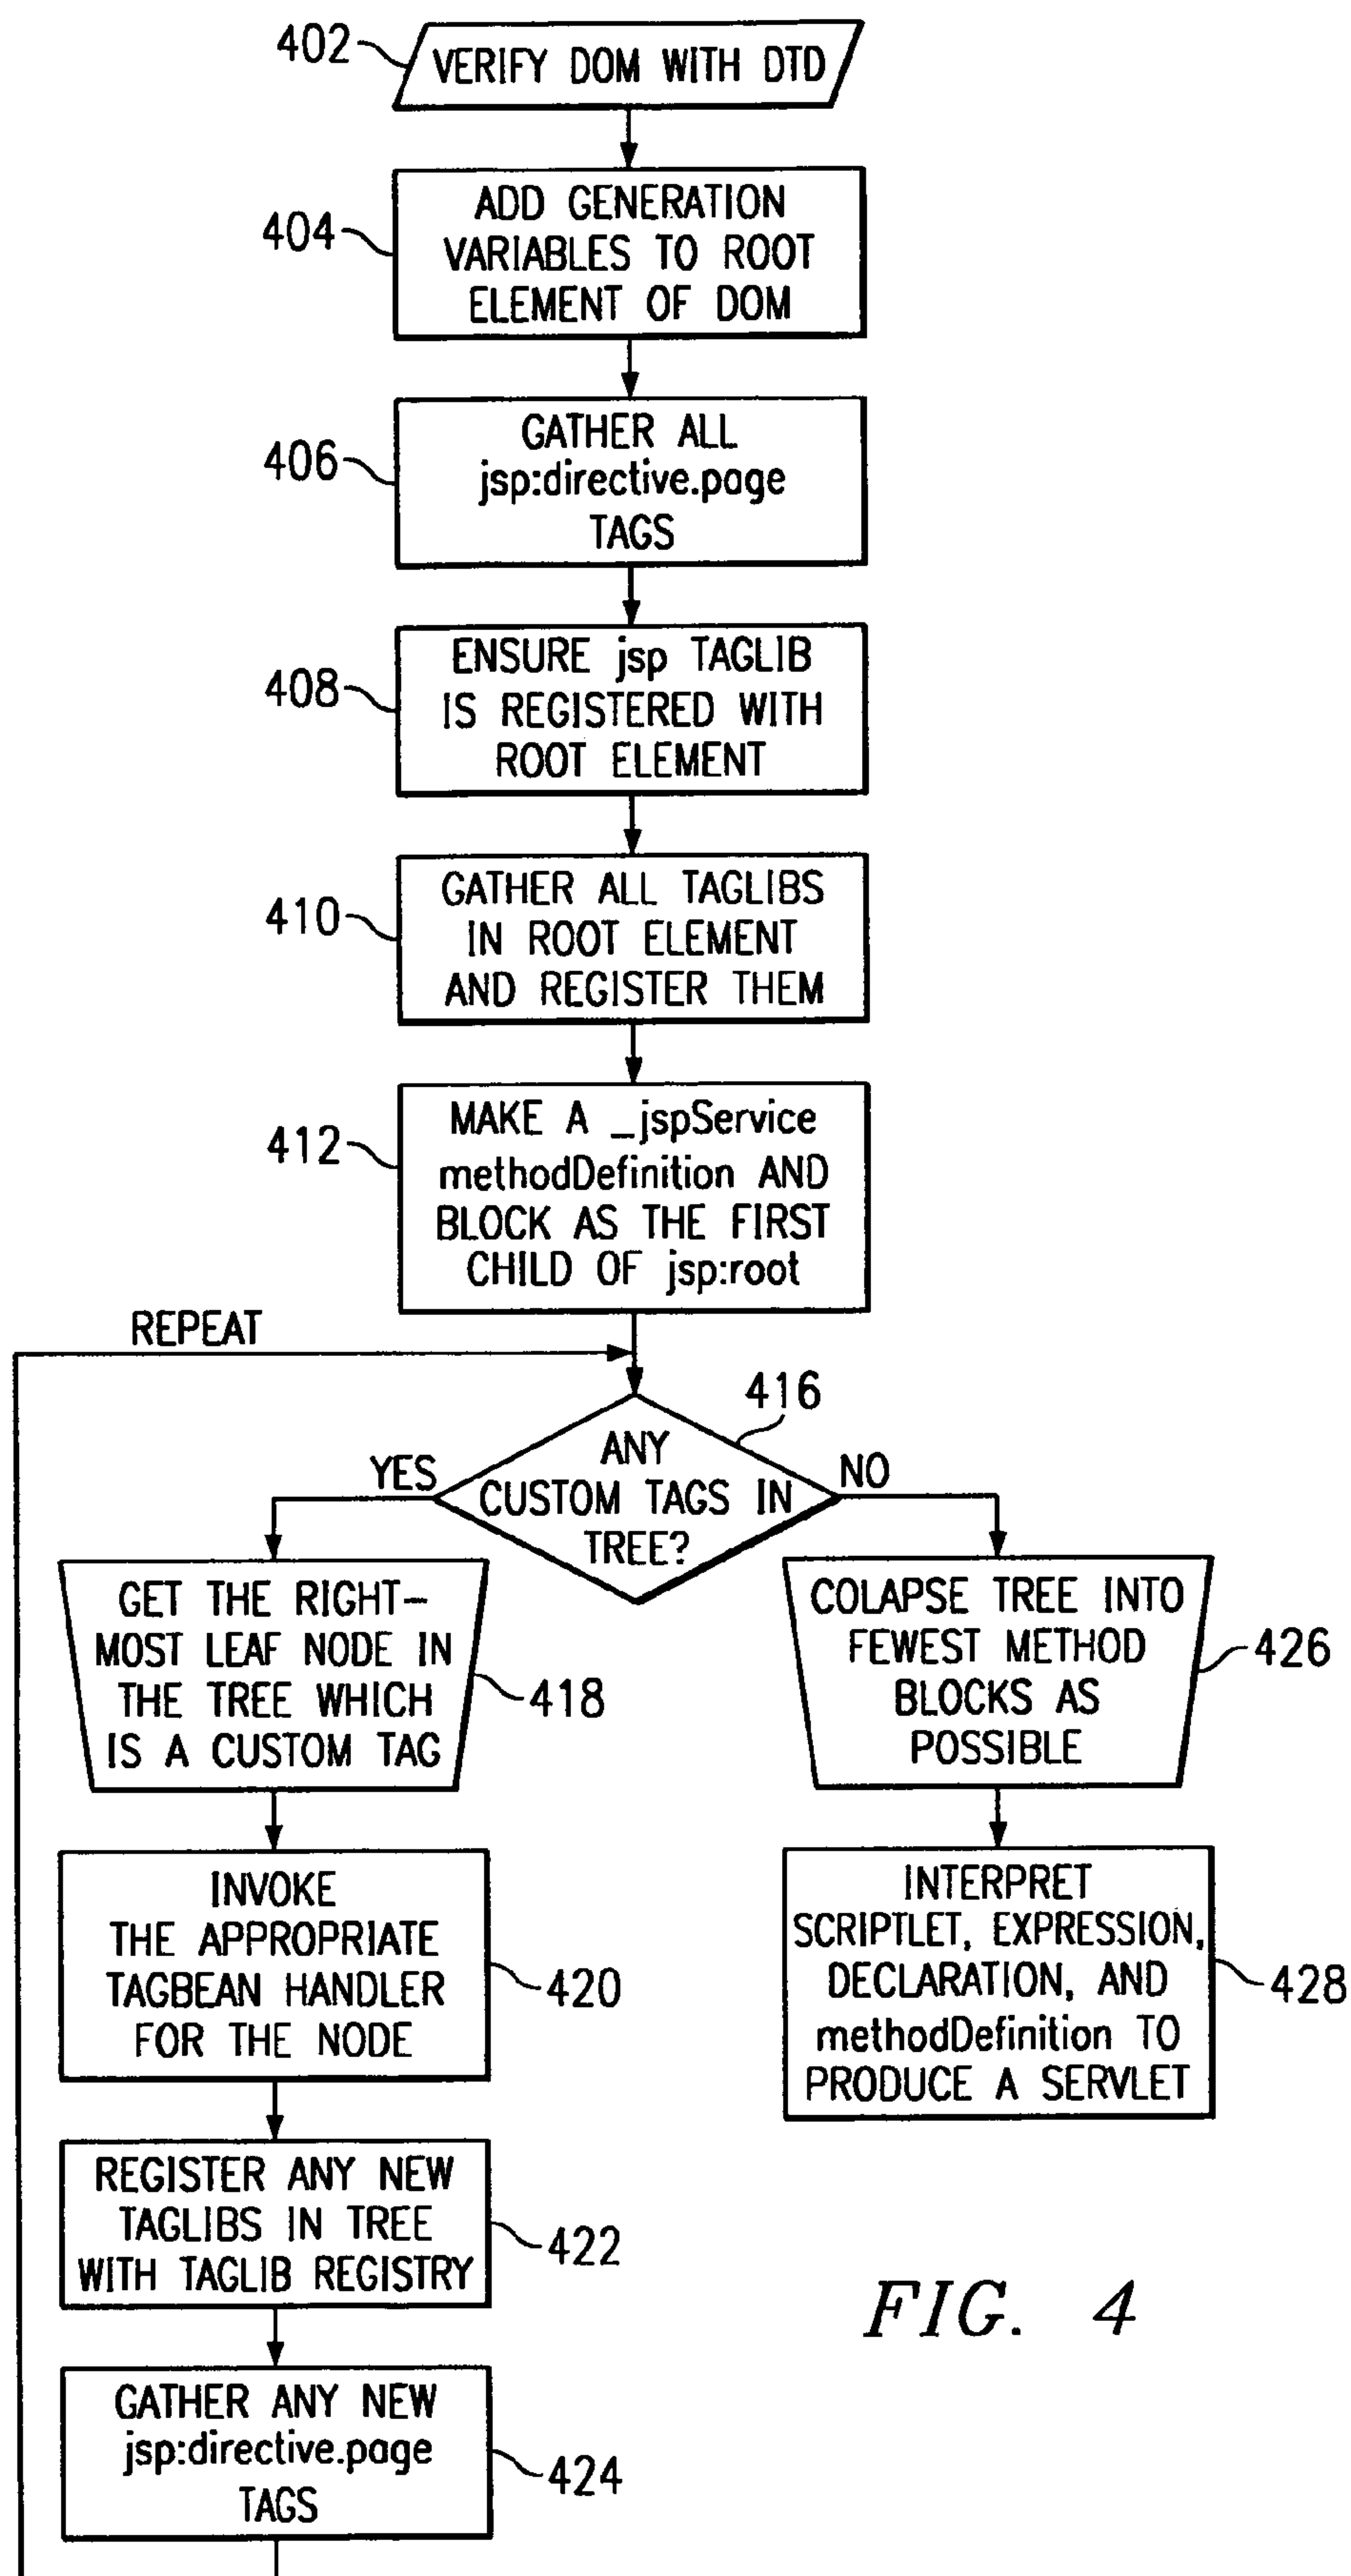 402
VERIFY DOM WITH DTD
404
ADD GENERATION
VARIABLES TO ROOT
ELEMENT OF DOM
406
GATHER ALL
jsp:directive.page
TAGS
408
ENSURE jsp TAGLIB
IS REGISTERED WITH
ROOT ELEMENT
410
GATHER ALL TAGLIBS
IN ROOT ELEMENT
AND REGISTER THEM
412
MAKE A _jspService
methodDefinition AND
BLOCK AS THE FIRST
CHILD OF jsp:root
REPEAT
416
ANY
CUSTOM TAGS IN
TREE?
YES
NO
GET THE RIGHT-
MOST LEAF NODE IN
THE TREE WHICH
IS A CUSTOM TAG
418
COLAPSE TREE INTO
FEWEST METHOD
BLOCKS AS
POSSIBLE
426
INVOKE
THE APPROPRIATE
TAGBEAN HANDLER
FOR THE NODE
420
INTERPRET
SCRIPTLET, EXPRESSION,
DECLARATION, AND
methodDefinition TO
PRODUCE A SERVLET
428
REGISTER ANY NEW
TAGLIBS IN TREE
WITH TAGLIB REGISTRY
422
GATHER ANY NEW
jsp:directive.page
TAGS
424
FIG. 4